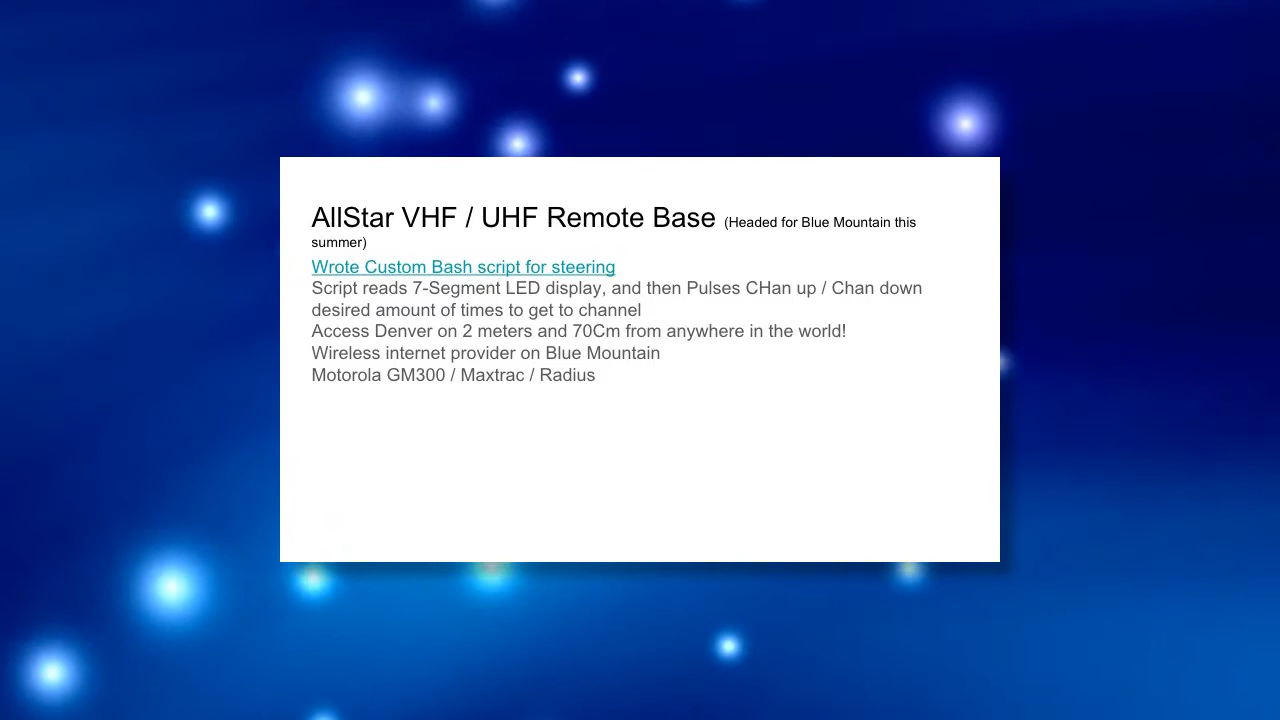 AllStar VHF / UHF Remote Base (Headed for Blue Mountain this
summer)
Wrote Custom Bash script for steering
Script reads 7-Segment LED display, and then Pulses CHan up / Chan down
desired amount of times to get to channel
Access Denver on 2 meters and 70Cm from anywhere in the world!
Wireless internet provider on Blue Mountain
Motorola GM300 / Maxtrac / Radius